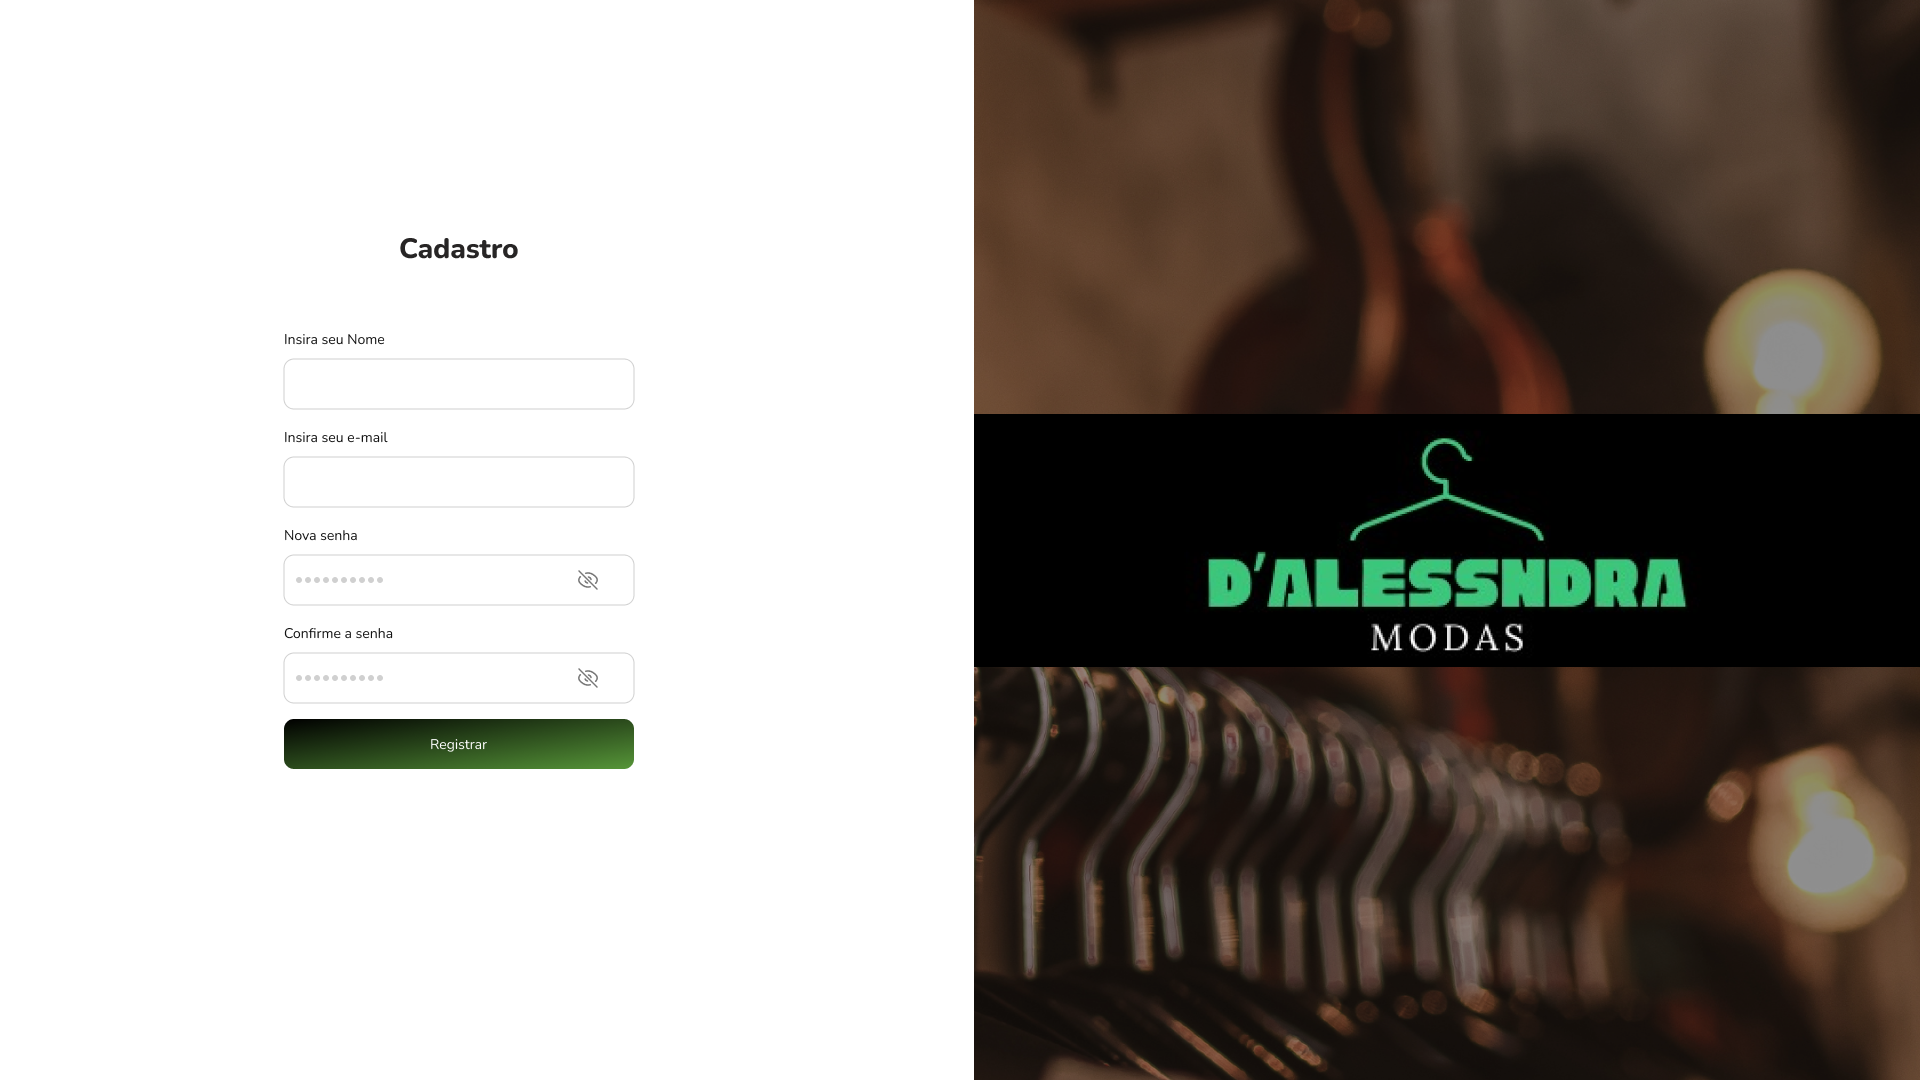 Cadastro
Insira seu Nome
Insira seu e-mail
Nova senha
Confirme a senha
Registrar
D'ALESSNDRA
MODAS